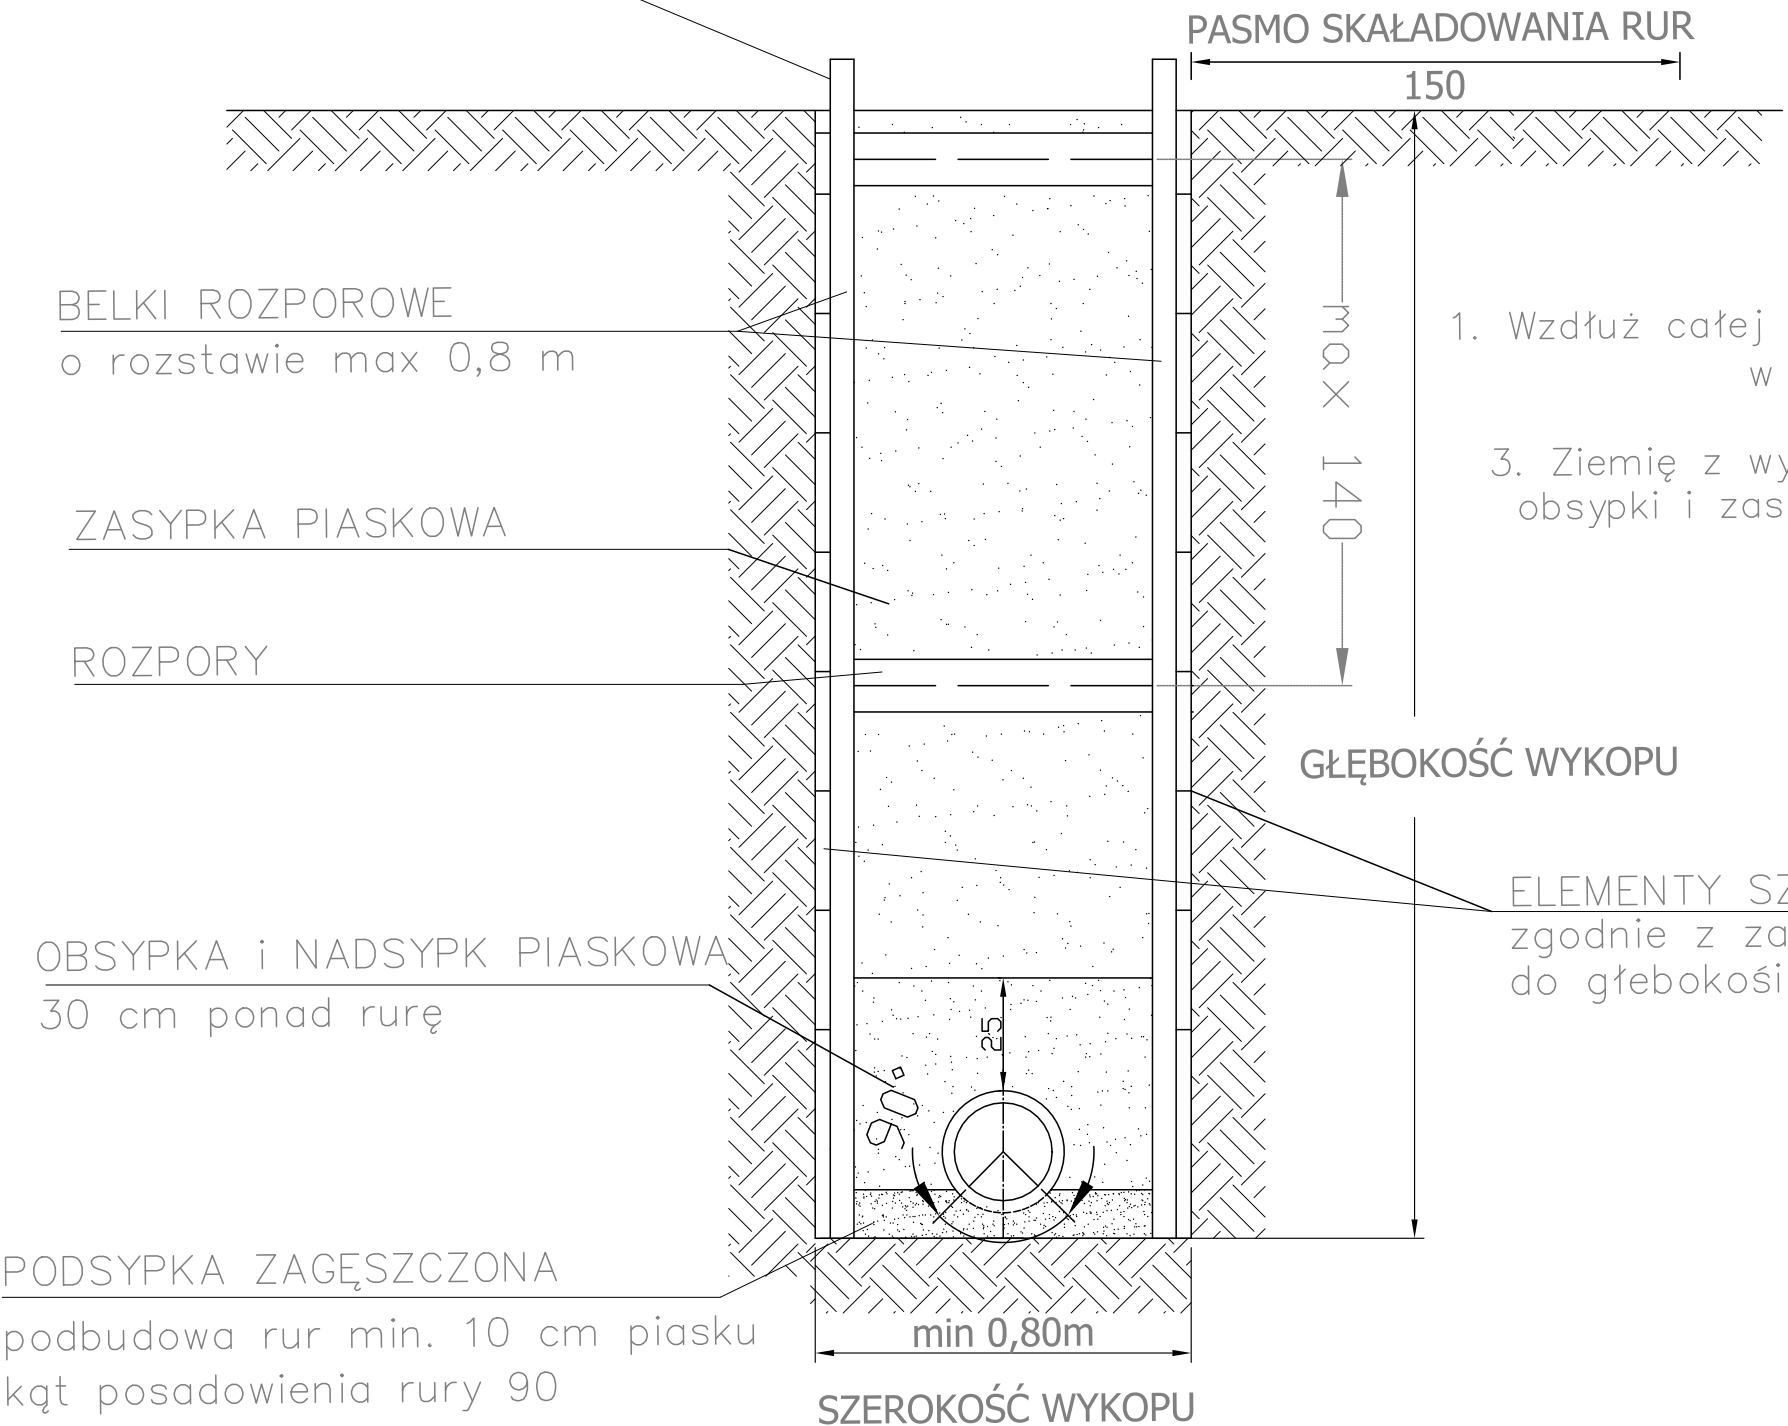 PASMO SKAŁADOWANIA RUR
150
BELKI ROZPOROWE
o rozstawie max 0,8 m
max 140
1. Wzdłuż całej
w
3. Ziemię z wy
obsypki i zas
ZASYPKA PIASKOWA
ROZPORY
GŁĘBOKOŚĆ WYKOPU
ELEMENTY SZ
zgodnie z za
do głebokośi
OBSYPKA i NADSYPK PIASKOWA
30 cm ponad rurę
25
90°
PODSYPKA ZAGĘSZCZONA
podbudowa rur min. 10 cm piasku
kąt posadowienia rury 90
min 0,80m
SZEROKOŚĆ WYKOPU